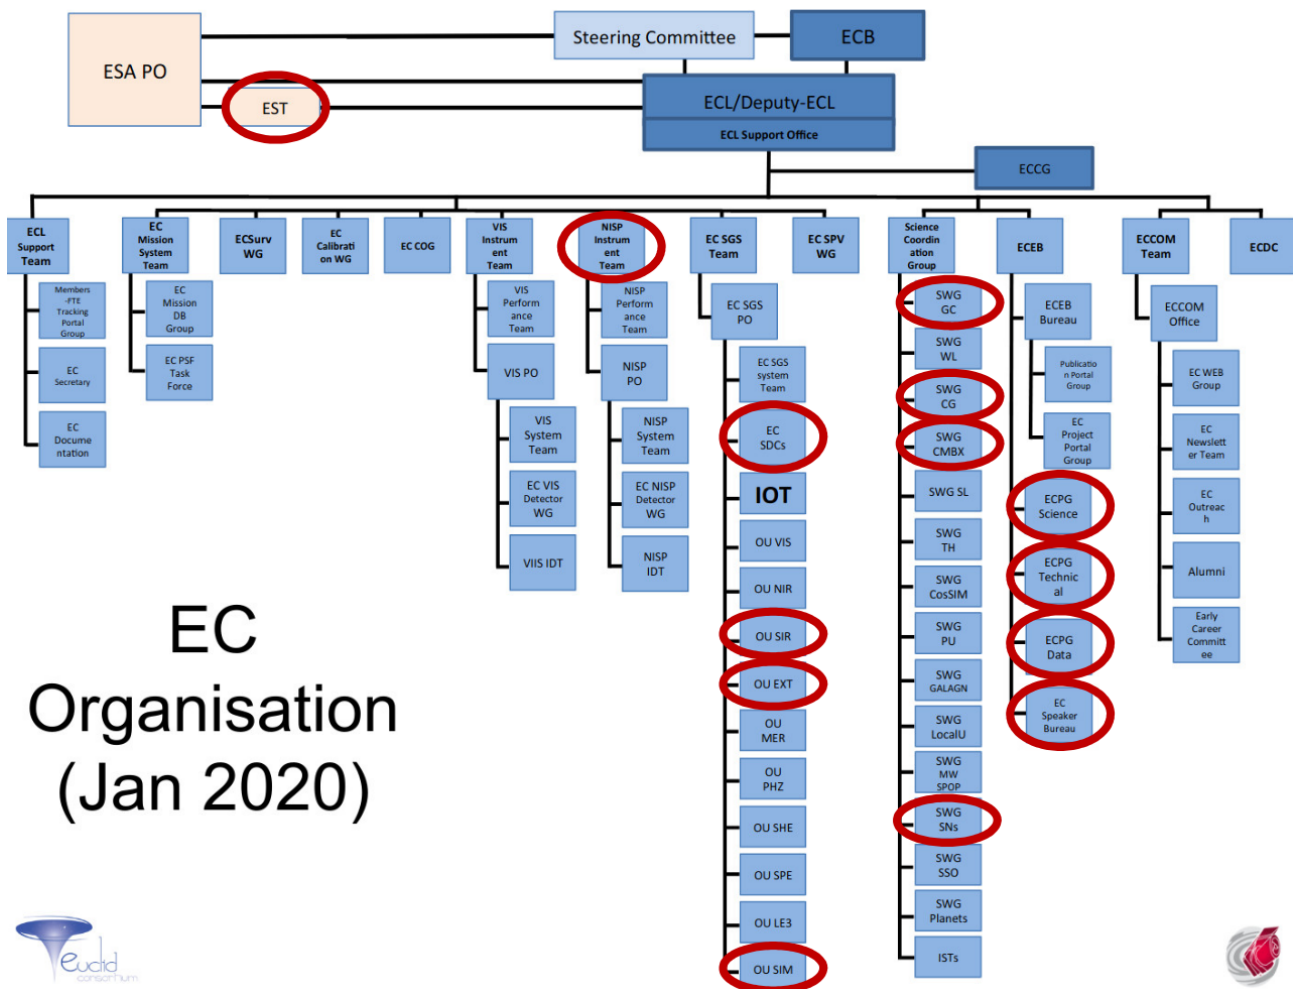 Steering Committee
ECB
ESA PO
EST
ECL/Deputy-ECL
ECL Support Office
ECCG
ECL
Support
Team
EC
Mission
System
Team
ECSurv
WG
EC
Calibrati
on WG
EC COG
VIS
Instrum
ent
Team
NISP
Instrum
ent
Team
EC SGS
Team
EC SPV
WG
Science
Coordin
ation
Group
ECEB
ECCOM
Team
ECDC
Members
-FTE
Tracking
Portal
Group
EC
Secretary
EC
Docume
ntation
EC
Mission
DB
Group
EC PSF
Task
Force
VIS
Perform
ance
Team
VIS PO
VIS
System
Team
EC VIS
Detector
WG
VIIS IDT
NISP
Perform
ance
Team
NISP
PO
NISP
System
Team
EC NISP
Detector
WG
NISP
IDT
EC SGS
PO
EC SGS
system
Team
EC
SDCs
IOT
OU VIS
OU NIR
OU SIR
OU EXT
OU
MER
OU
PHZ
OU SHE
OU SPE
OU LE3
OU SIM
SWG
GC
SWG
WL
SWG
CG
SWG
CMBX
SWG SL
SWG
TH
SWG
CosSIM
SWG
PU
SWG
GALAGN
SWG
LocalU
SWG
MW
SPOP
SWG
SNs
SWG
SSO
SWG
Planets
ISTs
ECEB
Bureau
Publicatio
n Portal
Group
EC
Project
Portal
Group
ECPG
Science
ECPG
Technic
al
ECPG
Data
EC
Speaker
Bureau
ECCOM
Office
EC WEB
Group
EC
Newslett
er Team
EC
Outreac
h
Alumni
Early
Career
Committ
ee
EC
Organisation
(Jan 2020)
euclid
consortium